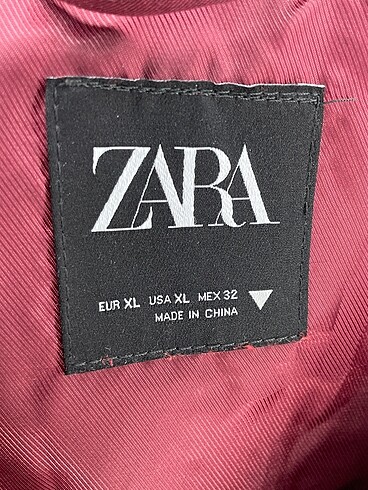 ZARA
EUR XL USA XL MEX 32
MADE IN CHINA